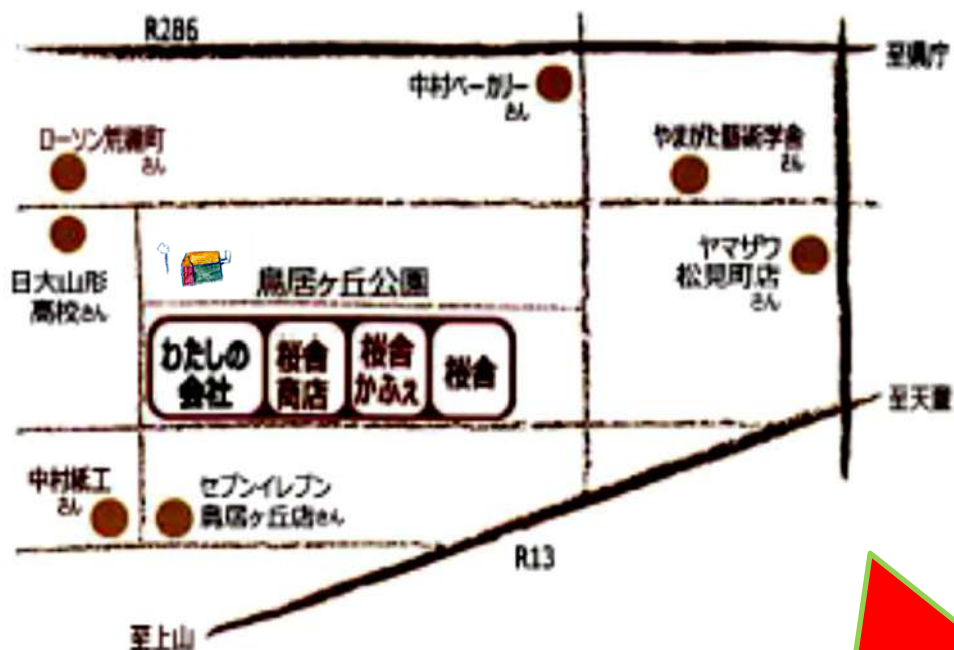 R286
至県庁
中村ベーカリー
さん
ローソン荒楯町
さん
やまがた藝術学舎
さん
ヤマザワ
松見町店
さん
日大山形
高校さん
鳥居ヶ丘公園
わたしの
会社
桜舎
商店
桜舎
かふぇ
桜舎
至天童
中村紙工
さん
セブンイレブン
鳥居ヶ丘店さん
R13
至上山